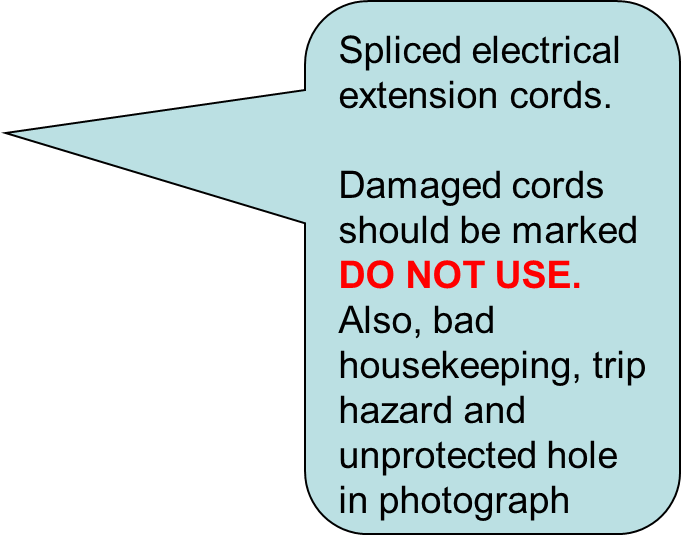 Spliced electrical
extension cords.
Damaged cords
should be marked
DO NOT USE.
Also, bad
housekeeping, trip
hazard and
unprotected hole
in photograph